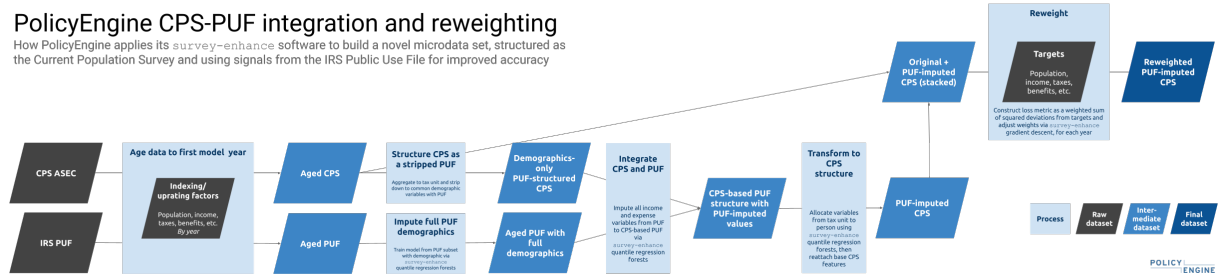 PolicyEngine CPS-PUF integration and reweighting
How PolicyEngine applies its survey-enhance software to build a novel microdata set, structured as
the Current Population Survey and using signals from the IRS Public Use File for improved accuracy
Reweight
Targets
Population,
income, taxes,
benefits, etc.
Construct loss metric as a weighted sum
of squared deviations from targets and
adjust weights via survey-enhance
gradient descent, for each year
Original +
PUF-imputed
CPS (stacked)
Reweighted
PUF-imputed
CPS
CPS ASEC
IRS PUF
Age data to first model year
Indexing/
uprating factors
Population, income,
taxes, benefits, etc.
By year
Aged CPS
Aged PUF
Structure CPS as
a stripped PUF
Aggregate to tax unit and strip
down to common demographic
variables with PUF
Impute full PUF
demographics
Train model from PUF subset
with demographic via survey-enhance
quantile regression forests
Demographics-
only
PUF-structured
CPS
Aged PUF with
full
demographics
Integrate
CPS and PUF
Impute all income
and expense
variables from PUF
to CPS-based PUF
via
survey-enhance
quantile regression
forests
CPS-based PUF
structure with
PUF-imputed
values
Transform to
CPS
structure
Allocate variables
from tax unit to
person using
survey-enhance
quantile regression
forests, then
reattach base CPS
features
PUF-imputed
CPS
Process
Raw
dataset
Inter-
mediate
dataset
Final
dataset
POLICY
ENGINE